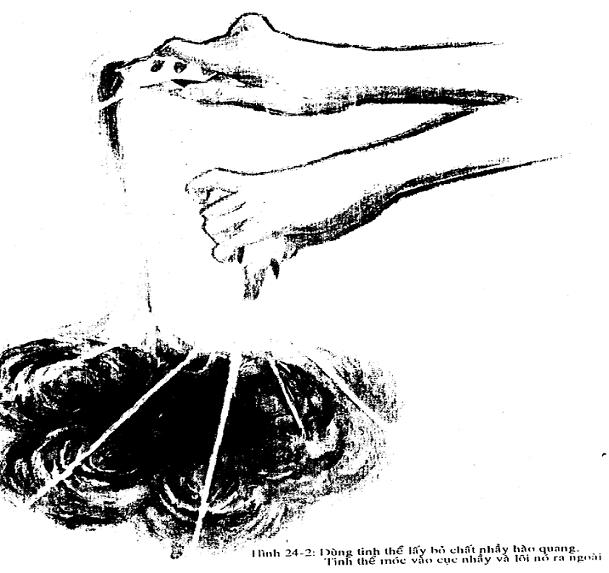 Hình 24-2: Dùng tinh thể lấy bỏ chất nhầy hào quang.
Tinh thể móc vào cục nhầy và lôi nó ra ngoài